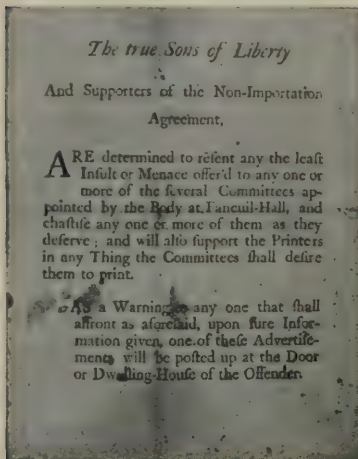 The true Sons of Liberty
And Supporters of the Non-Importation
Agreement,
ARE determined to resent any the least
Insult or Menace offer'd to any one or
more of the several Committees ap-
pointed by the Body at Faneuil-Hall, and
chastise any one or more of them as they
deserve; and will also support the Printers
in any Thing the Committees shall desire
them to print.
AS a Warning to any one that shall
affront as aforesaid, upon sure Infor-
mation given, one of these Advertise-
ments will be posted up at the Door
or Dwelling-House of the Offender.